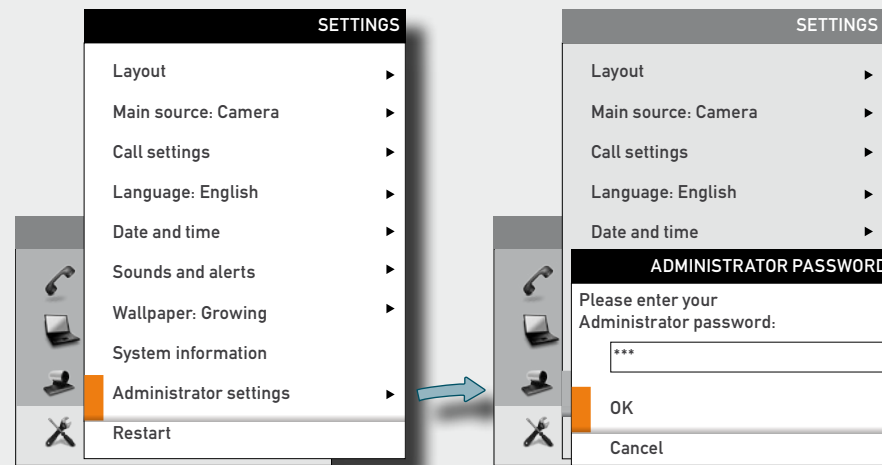 SETTINGS
Layout
Main source: Camera
Call settings
Language: English
Date and time
Sounds and alerts
Wallpaper: Growing
System information
Administrator settings
Restart
SETTINGS
Layout
Main source: Camera
Call settings
Language: English
Date and time
ADMINISTRATOR PASSWORD
Please enter your
Administrator password:
***
OK
Cancel